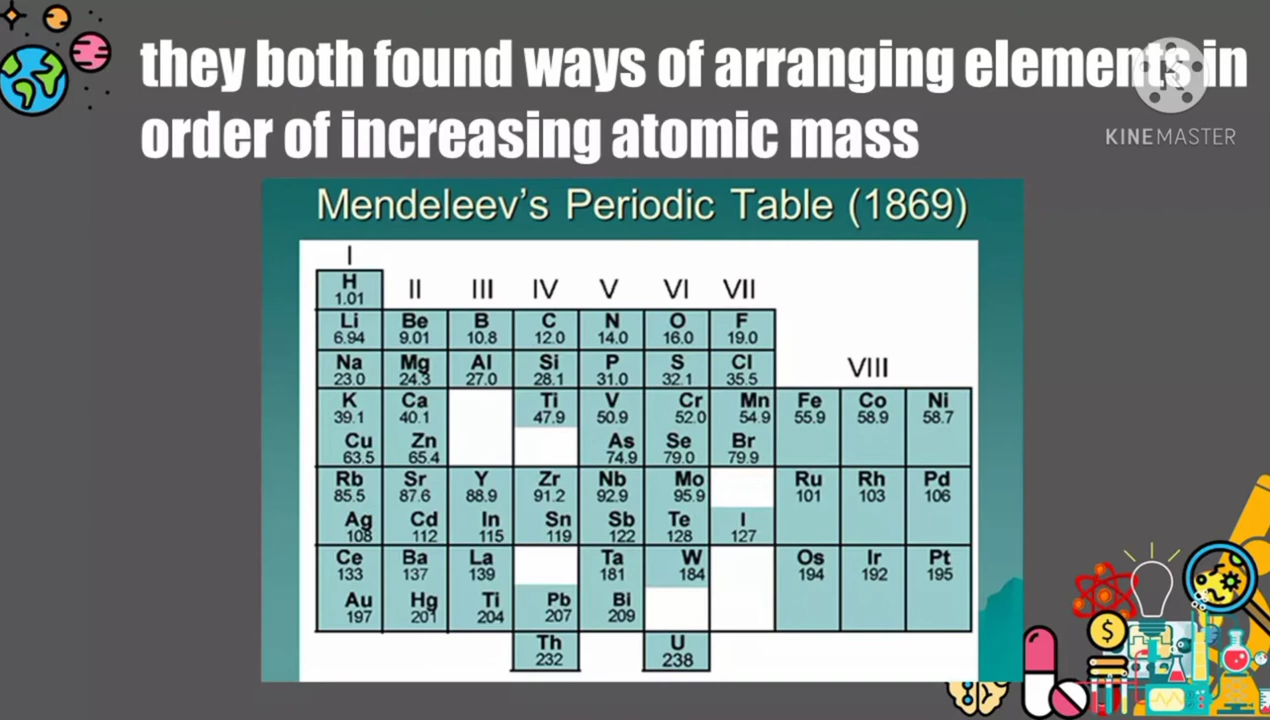 they both found ways of arranging elements in
order of increasing atomic mass
KINEMASTER
Mendeleev's Periodic Table (1869)
I
H II III IV V VI VII
1.01
Li Be B C N O F
6.94 9.01 10.8 12.0 14.0 16.0 19.0
Na Mg Al Si P S Cl VIII
23.0 24.3 27.0 28.1 31.0 32.1 35.5
K Ca Ti V Cr Mn Fe Co Ni
39.1 40.1 47.9 50.9 52.0 54.9 55.9 58.9 58.7
Cu Zn As Se Br
63.5 65.4 74.9 79.0 79.9
Rb Sr Y Zr Nb Mo Ru Rh Pd
85.5 87.6 88.9 91.2 92.9 95.9 101 103 106
Ag Cd In Sn Sb Te I
108 112 115 119 122 128 127
Ce Ba La Ta W Os Ir Pt
133 137 139 181 184 194 192 195
Au Hg Ti Pb Bi
197 201 204 207 209
Th U
232 238